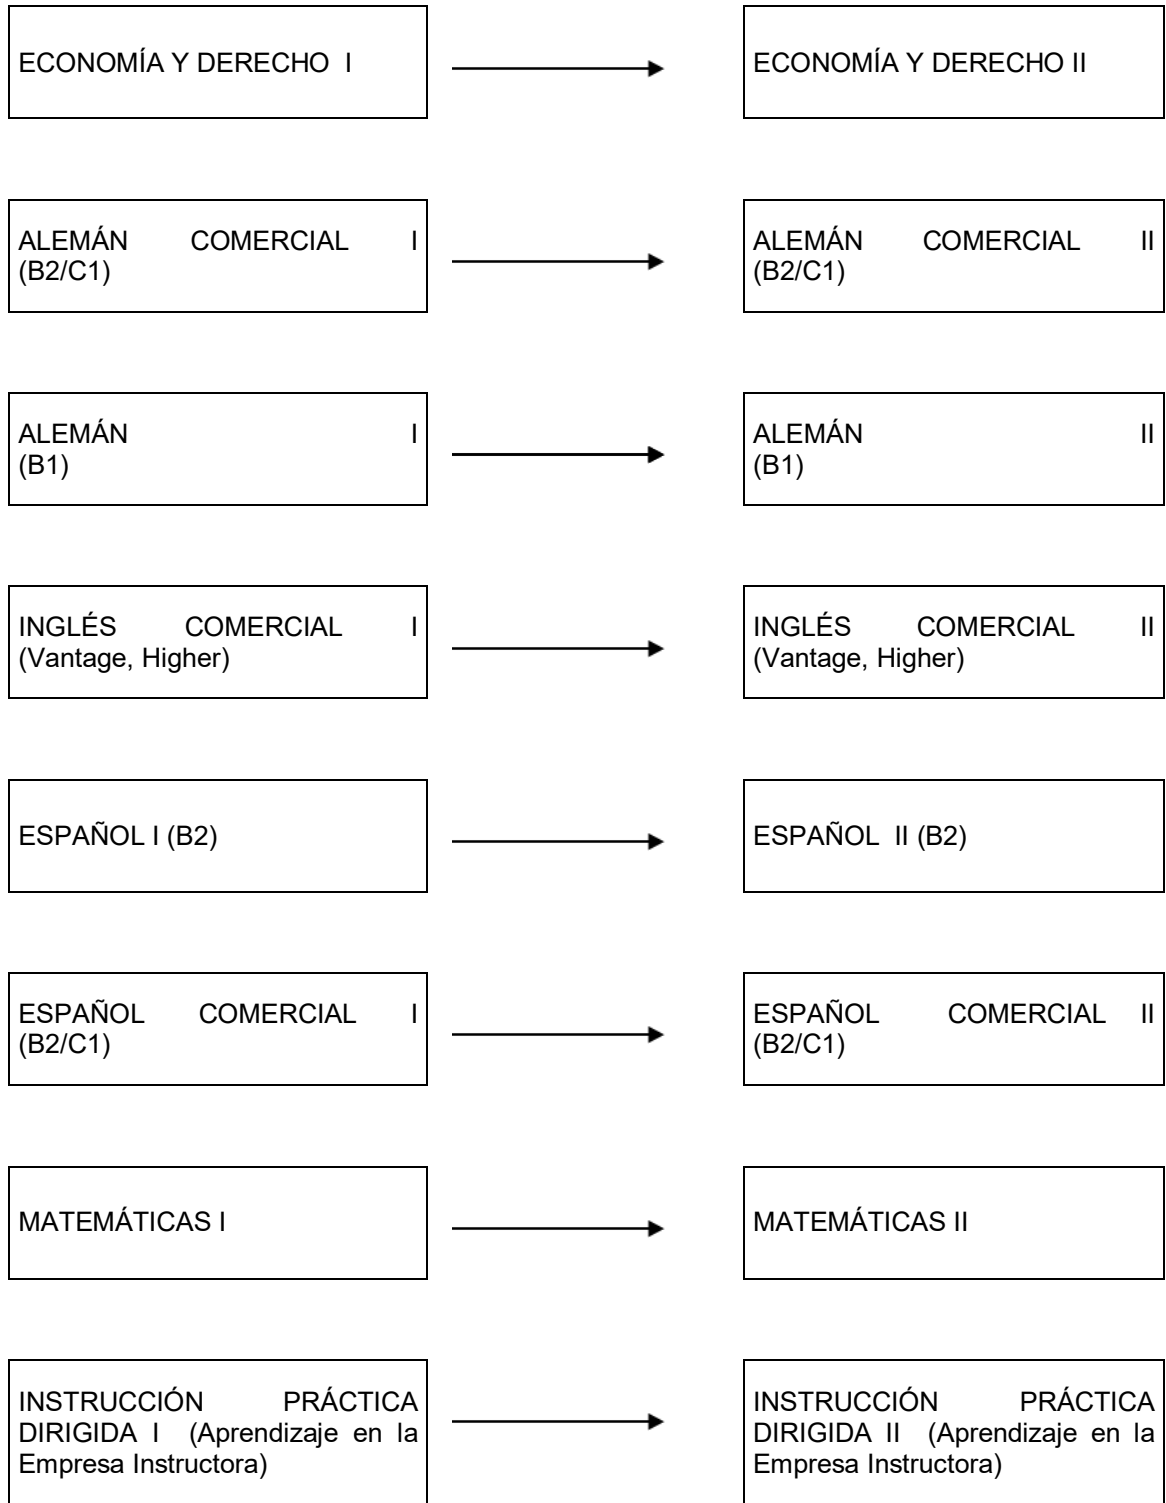 ECONOMÍA Y DERECHO I
ECONOMÍA Y DERECHO II
ALEMÁN COMERCIAL I
(B2/C1)
ALEMÁN COMERCIAL II
(B2/C1)
ALEMÁN I
(B1)
ALEMÁN II
(B1)
INGLÉS COMERCIAL I
(Vantage, Higher)
INGLÉS COMERCIAL II
(Vantage, Higher)
ESPAÑOL I (B2)
ESPAÑOL II (B2)
ESPAÑOL COMERCIAL I
(B2/C1)
ESPAÑOL COMERCIAL II
(B2/C1)
MATEMÁTICAS I
MATEMÁTICAS II
INSTRUCCIÓN PRÁCTICA
DIRIGIDA I (Aprendizaje en la
Empresa Instructora)
INSTRUCCIÓN PRÁCTICA
DIRIGIDA II (Aprendizaje en la
Empresa Instructora)